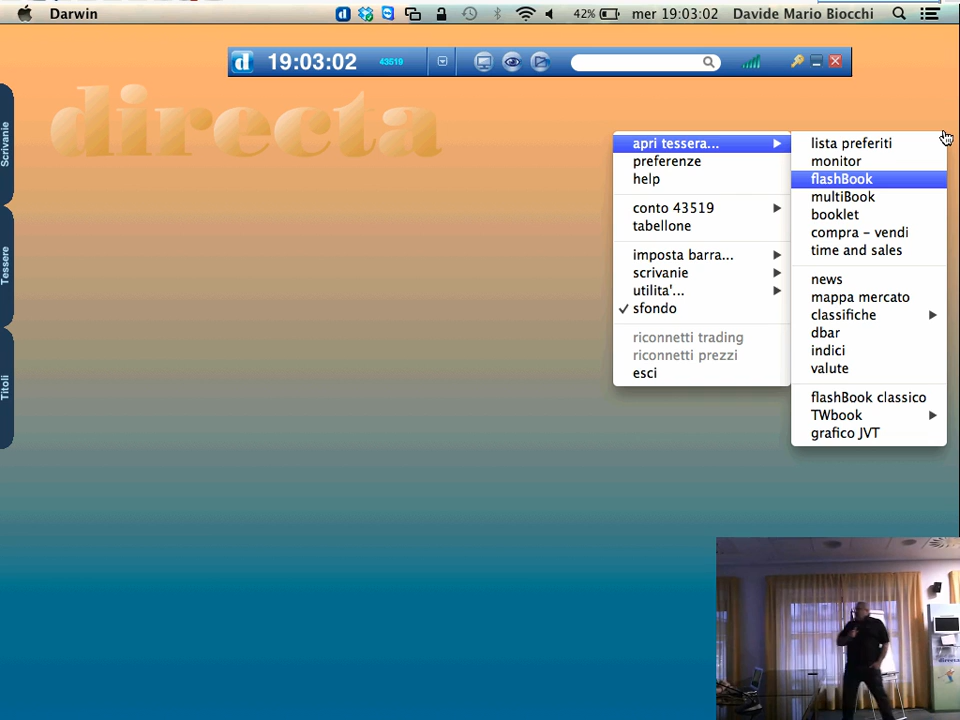 Darwin
42%
mer 19:03:02
Davide Mario Biocchi
d
19:03:02
43519
directa
Scrivanie
Tessere
Titoli
apri tessera...
preferenze
help
conto 43519
tabellone
imposta barra...
scrivanie
utilita'...
sfondo
riconnetti trading
riconnetti prezzi
esci
lista preferiti
monitor
flashBook
multiBook
booklet
compra - vendi
time and sales
news
mappa mercato
classifiche
dbar
indici
valute
flashBook classico
TWbook
grafico JVT
directa